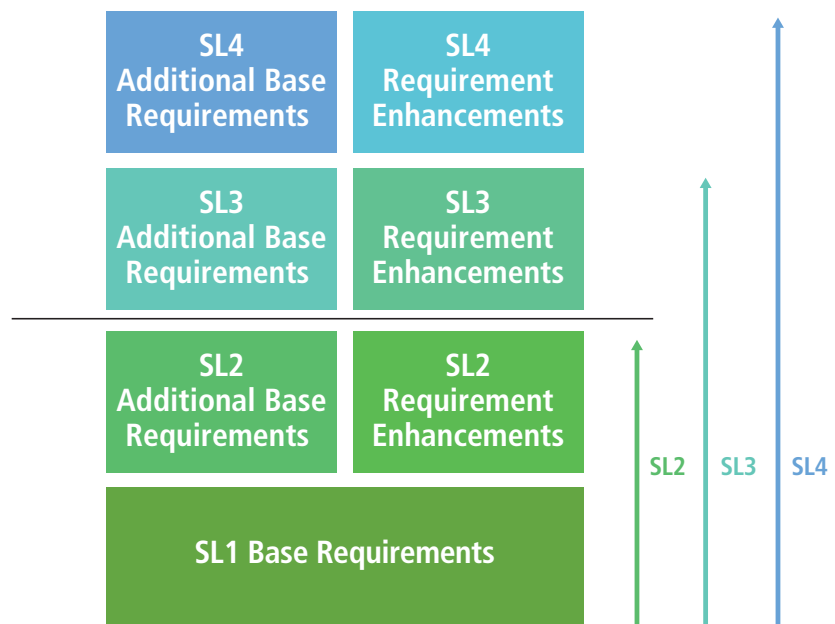 SL4
Additional Base
Requirements
SL4
Requirement
Enhancements
SL3
Additional Base
Requirements
SL3
Requirement
Enhancements
SL2
Additional Base
Requirements
SL2
Requirement
Enhancements
SL2
SL3
SL4
SL1 Base Requirements